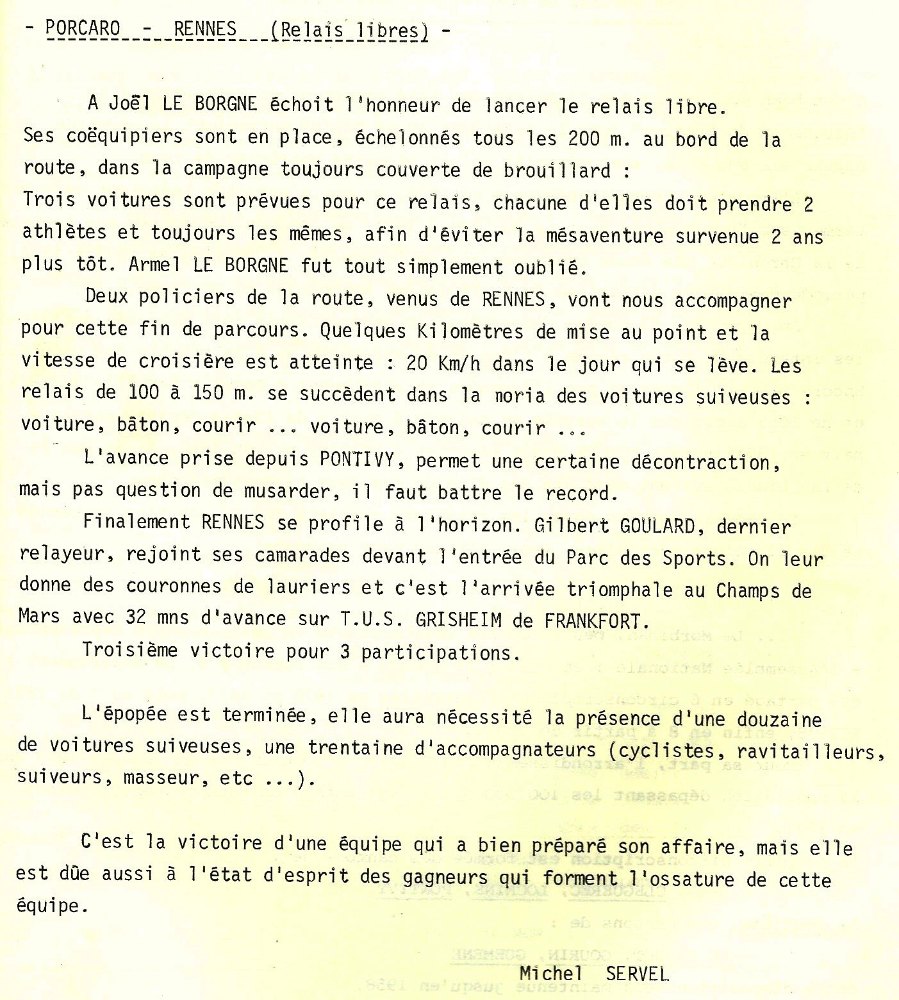 - PORCARO - RENNES (Relais libres) -
A Joël LE BORGNE échoit l'honneur de lancer le relais libre.
Ses coëquipiers sont en place, échelonnés tous les 200 m. au bord de la
route, dans la campagne toujours couverte de brouillard :
Trois voitures sont prévues pour ce relais, chacune d'elles doit prendre 2
athlètes et toujours les mêmes, afin d'éviter la mésaventure survenue 2 ans
plus tôt. Armel LE BORGNE fut tout simplement oublié.
Deux policiers de la route, venus de RENNES, vont nous accompagner
pour cette fin de parcours. Quelques Kilomètres de mise au point et la
vitesse de croisière est atteinte : 20 Km/h dans le jour qui se lève. Les
relais de 100 à 150 m. se succèdent dans la noria des voitures suiveuses :
voiture, bâton, courir ... voiture, bâton, courir ...
L'avance prise depuis PONTIVY, permet une certaine décontraction,
mais pas question de musarder, il faut battre le record.
Finalement RENNES se profile à l'horizon. Gilbert GOULARD, dernier
relayeur, rejoint ses camarades devant l'entrée du Parc des Sports. On leur
donne des couronnes de lauriers et c'est l'arrivée triomphale au Champs de
Mars avec 32 mns d'avance sur T.U.S. GRISHEIM de FRANKFORT.
Troisième victoire pour 3 participations.
L'épopée est terminée, elle aura nécessité la présence d'une douzaine
de voitures suiveuses, une trentaine d'accompagnateurs (cyclistes, ravitailleurs,
suiveurs, masseur, etc ...).
C'est la victoire d'une équipe qui a bien préparé son affaire, mais elle
est dûe aussi à l'état d'esprit des gagneurs qui forment l'ossature de cette
équipe.
Michel SERVEL